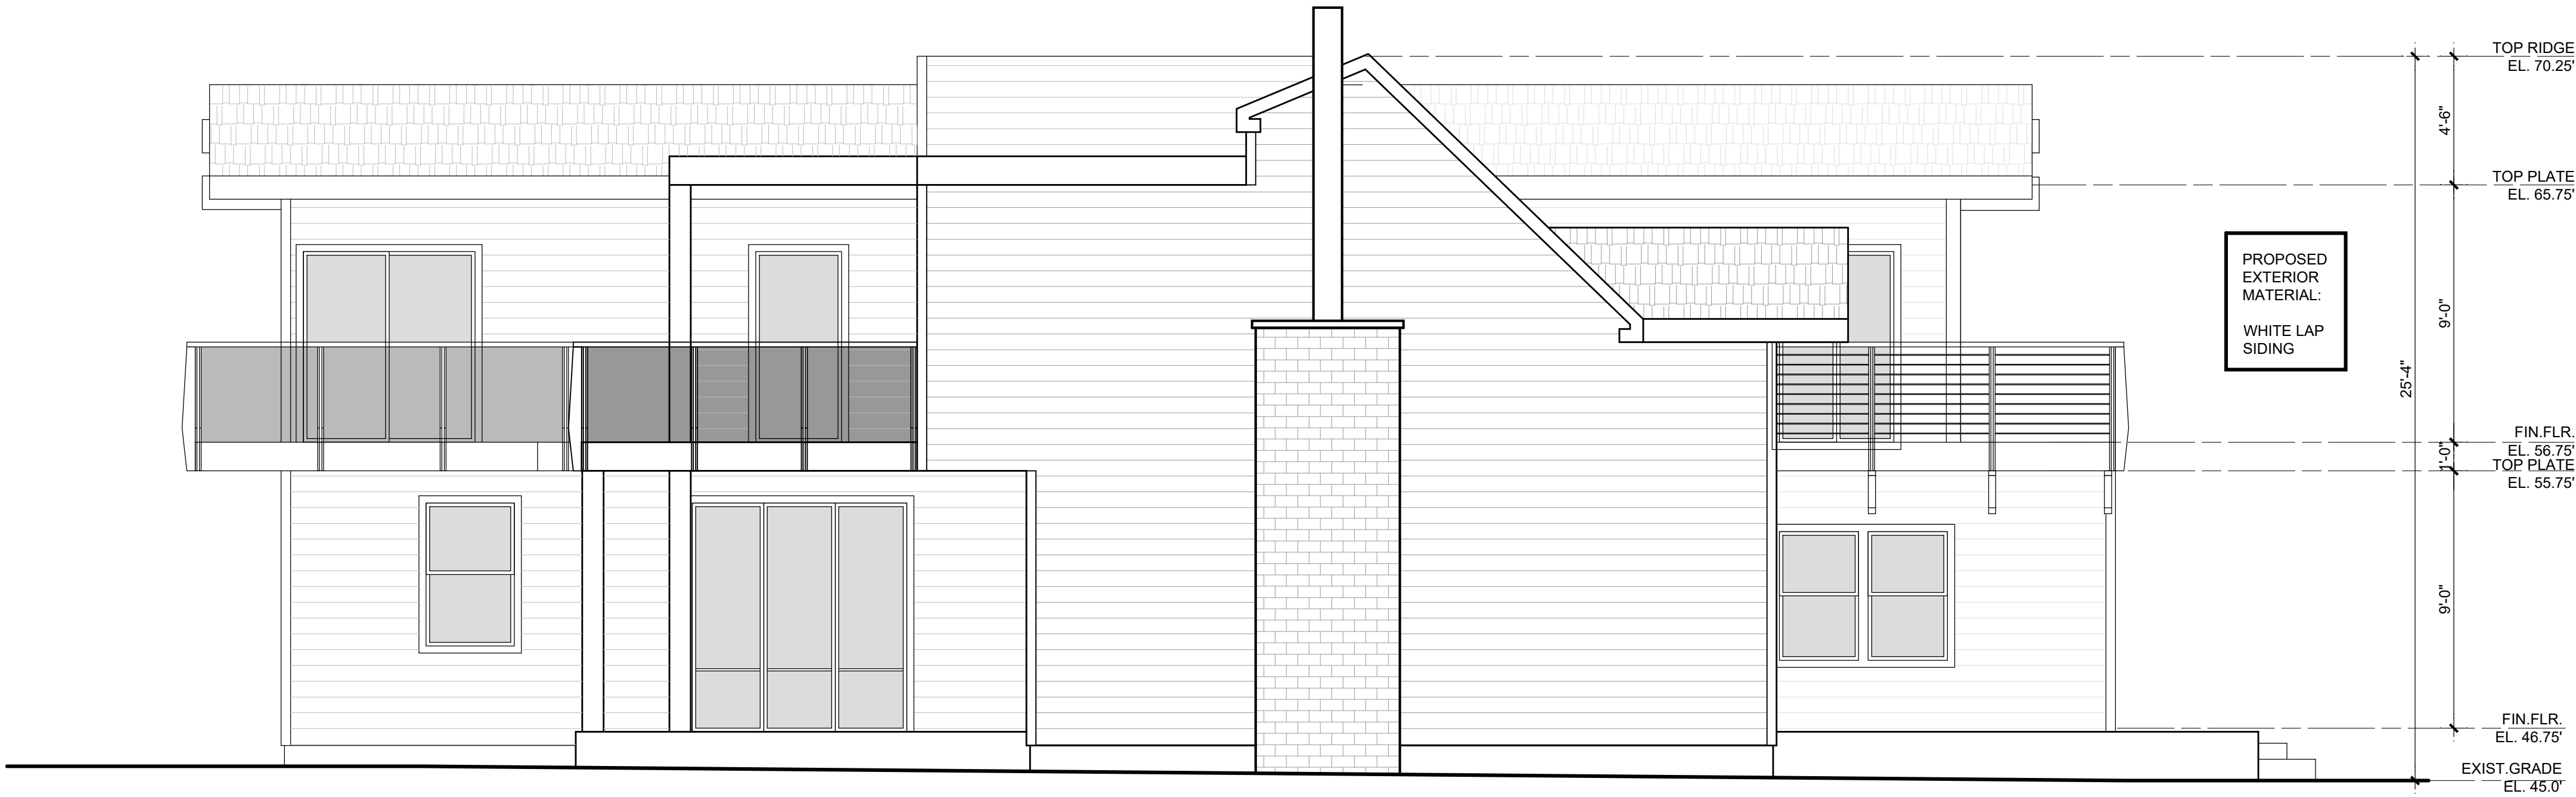 TOP RIDGE
EL. 70.25'
4'-6"
TOP PLATE
EL. 65.75'
PROPOSED
EXTERIOR
MATERIAL:
WHITE LAP
SIDING
9'-0"
25'-4"
FIN.FLR.
EL. 56.75'
1'-0"
TOP PLATE
EL. 55.75'
9'-0"
FIN.FLR.
EL. 46.75'
EXIST.GRADE
EL. 45.0'